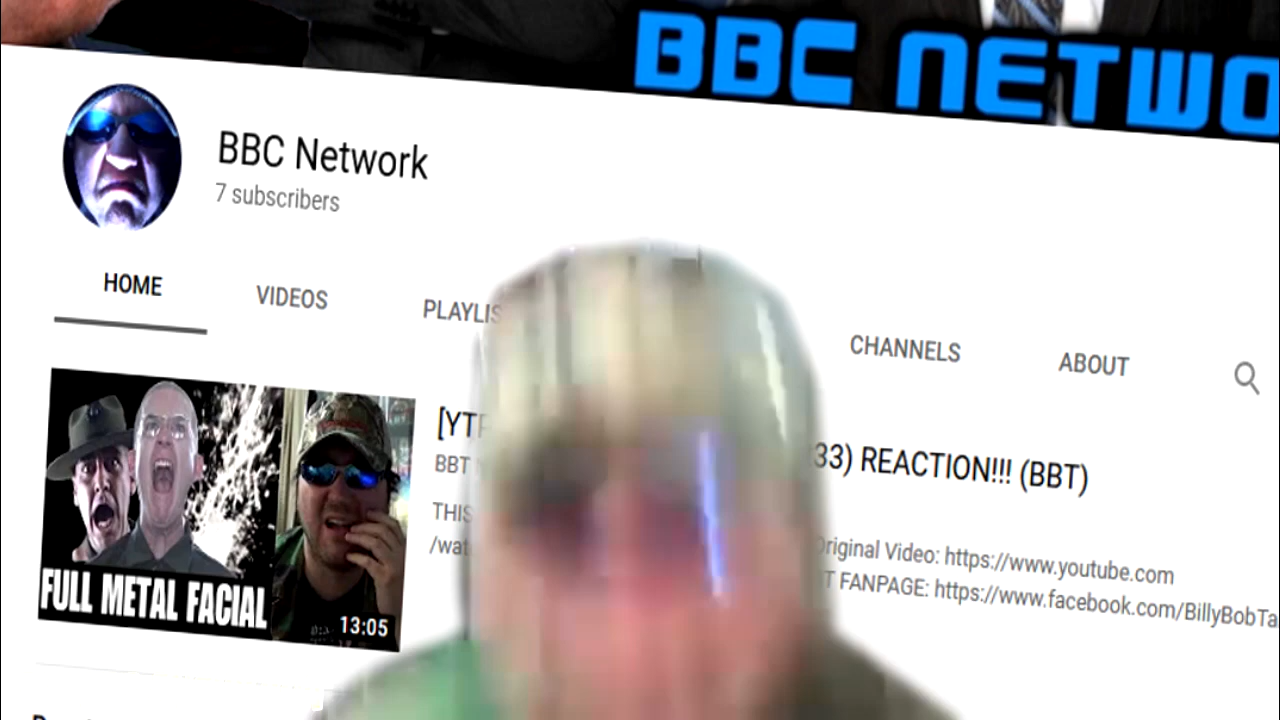 BBC NETWO
BBC Network
7 subscribers
HOME VIDEOS PLAYLIS CHANNELS ABOUT
[YT 33) REACTION!!! (BBT)
BBT
THIS Original Video: https://www.youtube.com
/wat T FANPAGE: https://www.facebook.com/BillyBobTa
FULL METAL FACIAL
13:05